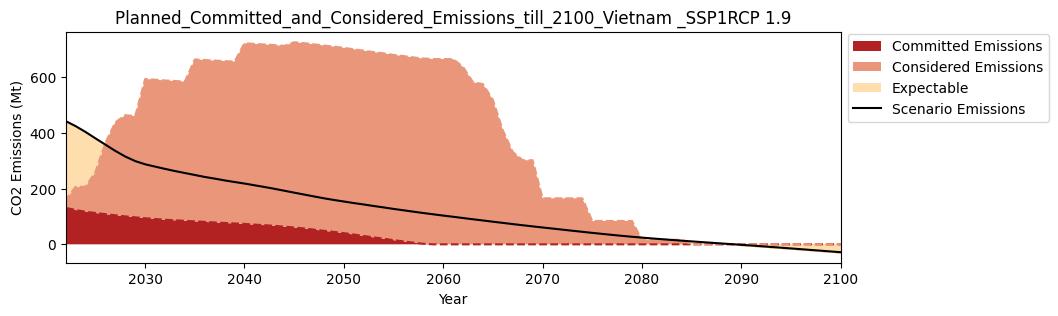 Planned_Committed_and_Considered_Emissions_till_2100_Vietnam _SSP1RCP 1.9
Committed Emissions
Considered Emissions
Expectable
Scenario Emissions
CO2 Emissions (Mt)
600
400
200
0
2030 2040 2050 2060 2070 2080 2090 2100
Year